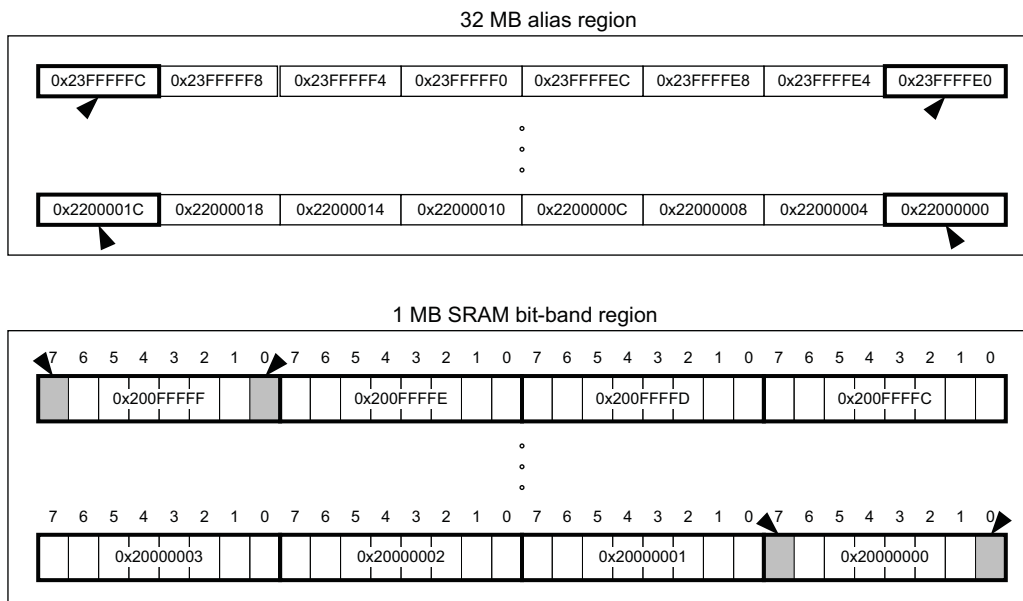 32 MB alias region
0x23FFFFFC 0x23FFFFF8 0x23FFFFF4 0x23FFFFF0 0x23FFFFEC 0x23FFFFE8 0x23FFFFE4 0x23FFFFE0
0x2200001C 0x22000018 0x22000014 0x22000010 0x2200000C 0x22000008 0x22000004 0x22000000
1 MB SRAM bit-band region
7 6 5 4 3 2 1 0 7 6 5 4 3 2 1 0 7 6 5 4 3 2 1 0 7 6 5 4 3 2 1 0
0x200FFFFF 0x200FFFFE 0x200FFFFD 0x200FFFFC
7 6 5 4 3 2 1 0 7 6 5 4 3 2 1 0 7 6 5 4 3 2 1 0 7 6 5 4 3 2 1 0
0x20000003 0x20000002 0x20000001 0x20000000